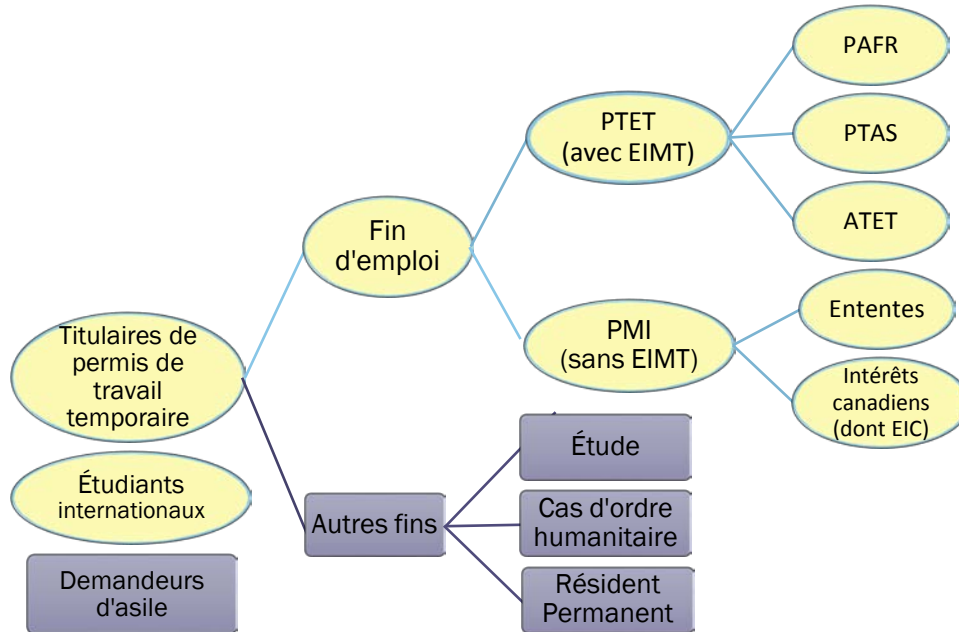 Titulaires de
permis de
travail
temporaire
Étudiants
internationaux
Demandeurs
d'asile
Fin
d'emploi
Autres fins
PTET
(avec EIMT)
PMI
(sans EIMT)
Étude
Cas d'ordre
humanitaire
Résident
Permanent
PAFR
PTAS
ATET
Ententes
Intérêts
canadiens
(dont EIC)